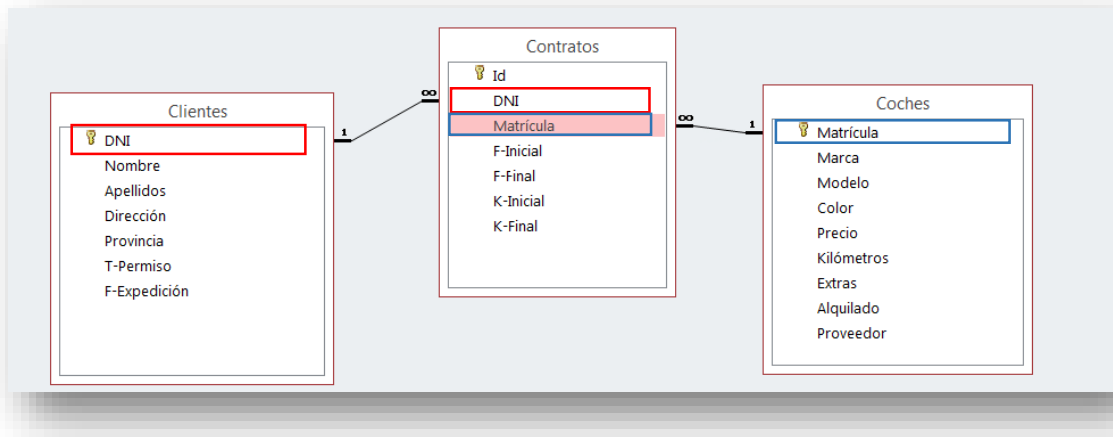 Clientes
DNI
Nombre
Apellidos
Dirección
Provincia
T-Permiso
F-Expedición
1
∞
Contratos
Id
DNI
Matrícula
F-Inicial
F-Final
K-Inicial
K-Final
∞
1
Coches
Matrícula
Marca
Modelo
Color
Precio
Kilómetros
Extras
Alquilado
Proveedor